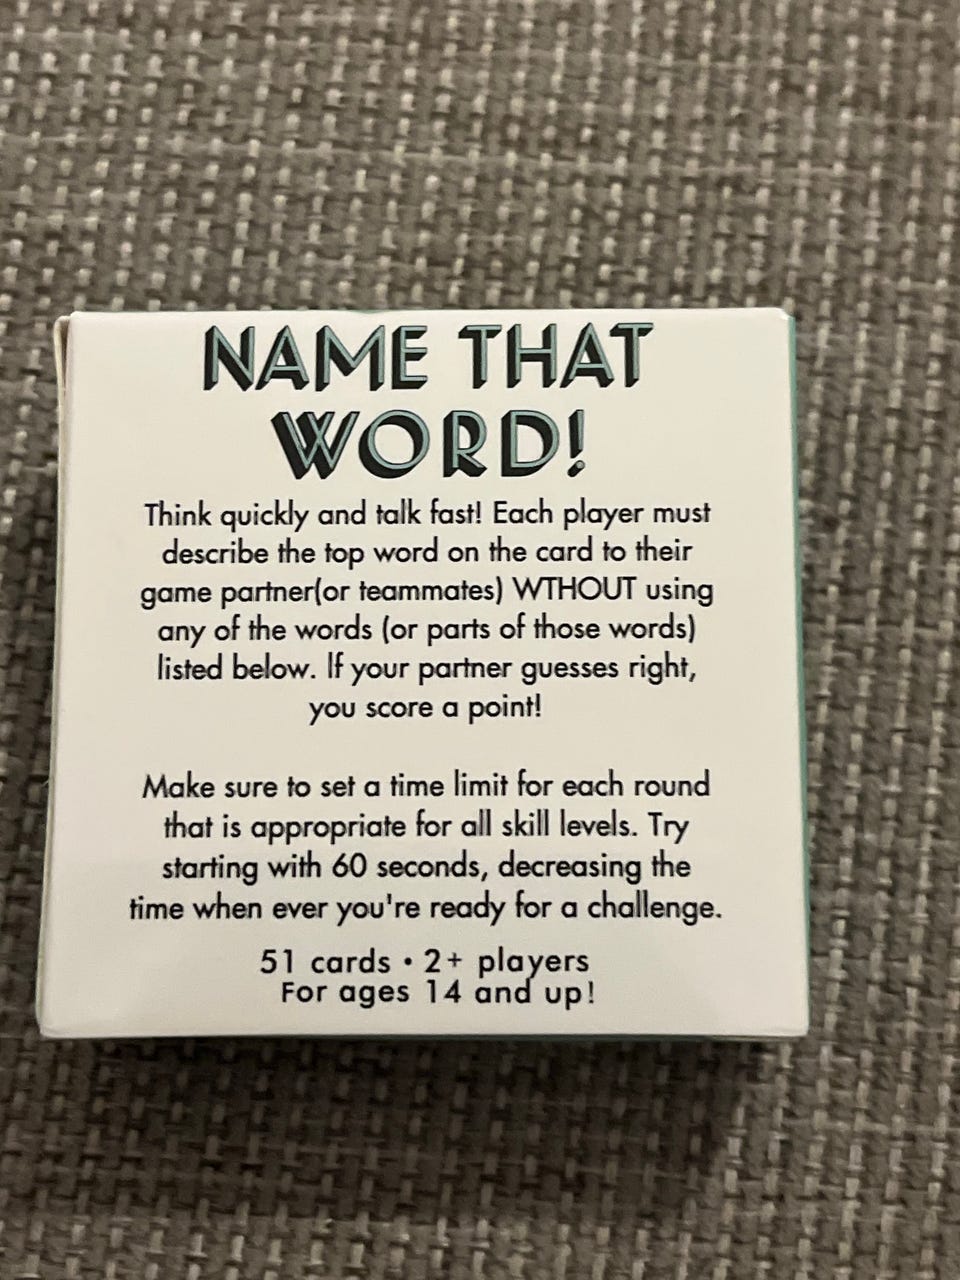 NAME THAT
WORD!
Think quickly and talk fast! Each player must
describe the top word on the card to their
game partner(or teammates) WTHOUT using
any of the words (or parts of those words)
listed below. If your partner guesses right,
you score a point!
Make sure to set a time limit for each round
that is appropriate for all skill levels. Try
starting with 60 seconds, decreasing the
time when ever you're ready for a challenge.
51 cards • 2+ players
For ages 14 and up!